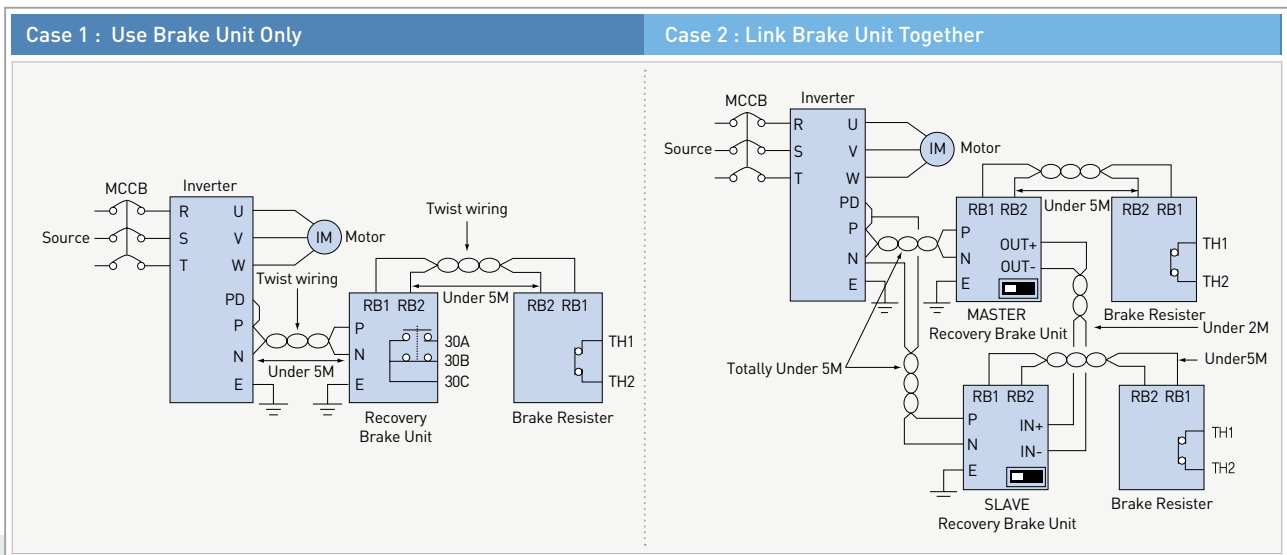 Case 1 : Use Brake Unit Only
MCCB
Inverter
Source
R
S
T
U
V
W
IM
Motor
PD
P
N
E
Twist wiring
Under 5M
Twist wiring
RB1 RB2
Under 5M
RB2 RB1
P
N
E
30A
30B
30C
Recovery
Brake Unit
TH1
TH2
Brake Resister
Case 2 : Link Brake Unit Together
MCCB
Inverter
Source
R
S
T
U
V
W
IM
Motor
PD
P
N
E
RB1 RB2
Under 5M
RB2 RB1
P
N
E
OUT+
OUT-
MASTER
Recovery Brake Unit
TH1
TH2
Brake Resister
Under 2M
Totally Under 5M
Under5M
RB1 RB2
RB2 RB1
P
N
E
IN+
IN-
SLAVE
Recovery Brake Unit
TH1
TH2
Brake Resister